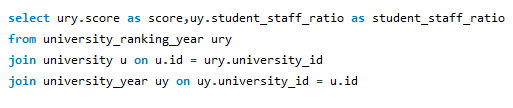 select ury.score as score,uy.student_staff_ratio as student_staff_ratio
from university_ranking_year ury
join university u on u.id = ury.university_id
join university_year uy on uy.university_id = u.id